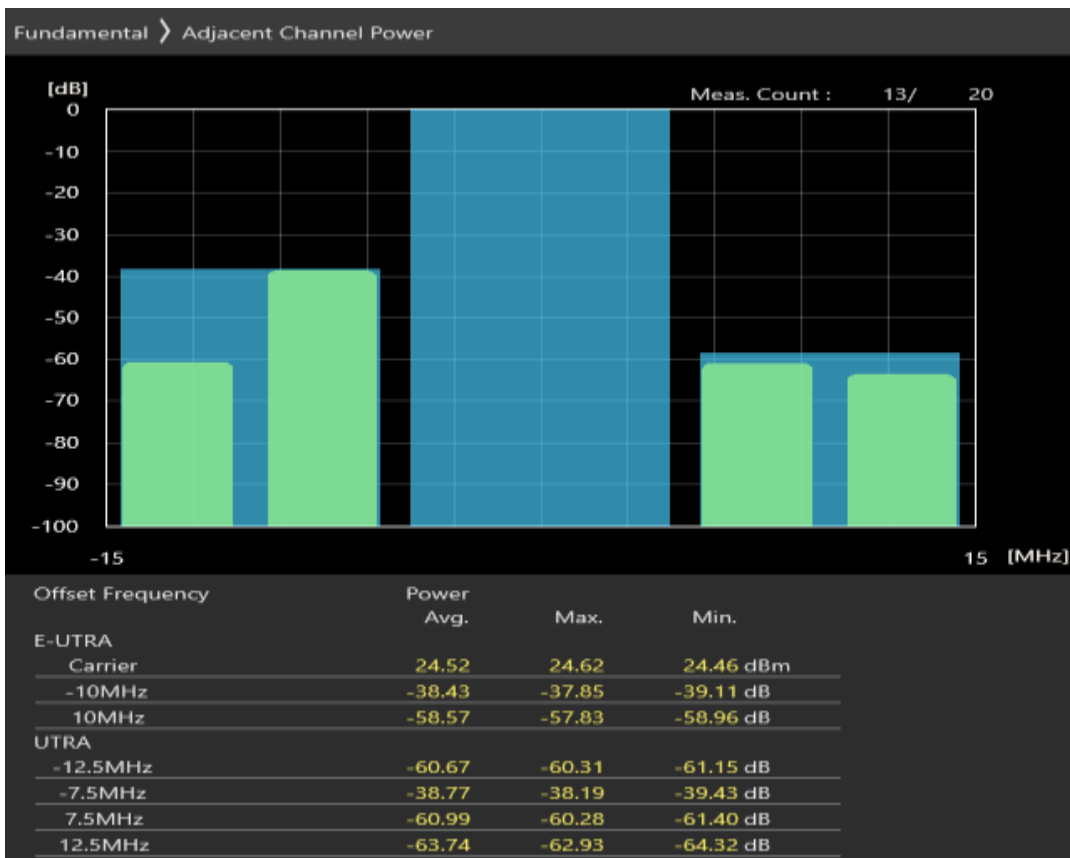 Fundamental 〉 Adjacent Channel Power
[dB]
Meas. Count : 13/ 20
0
-10
-20
-30
-40
-50
-60
-70
-80
-90
-100
-15 15 [MHz]
Offset Frequency Power
Avg. Max. Min.
E-UTRA
Carrier 24.52 24.62 24.46 dBm
-10MHz -38.43 -37.85 -39.11 dB
10MHz -58.57 -57.83 -58.96 dB
UTRA
-12.5MHz -60.67 -60.31 -61.15 dB
-7.5MHz -38.77 -38.19 -39.43 dB
7.5MHz -60.99 -60.28 -61.40 dB
12.5MHz -63.74 -62.93 -64.32 dB